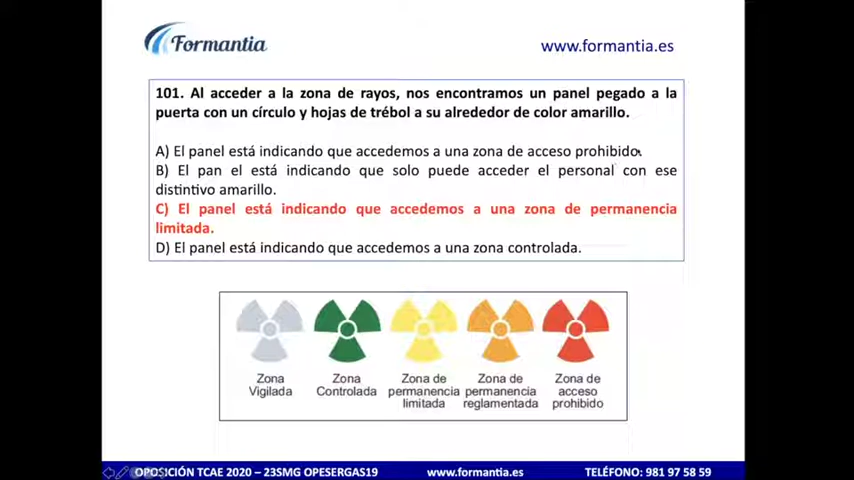 Formantia
www.formantia.es
101. Al acceder a la zona de rayos, nos encontramos un panel pegado a la
puerta con un círculo y hojas de trébol a su alrededor de color amarillo.
A) El panel está indicando que accedemos a una zona de acceso prohibido.
B) El pan el está indicando que solo puede acceder el personal con ese
distintivo amarillo.
C) El panel está indicando que accedemos a una zona de permanencia
limitada.
D) El panel está indicando que accedemos a una zona controlada.
Zona
Vigilada
Zona
Controlada
Zona de
permanencia
limitada
Zona de
permanencia
reglamentada
Zona de
acceso
prohibido
OPOSICIÓN TCAE 2020 – 23SMG OPESERGAS19
www.formantia.es
TELÉFONO: 981 97 58 59